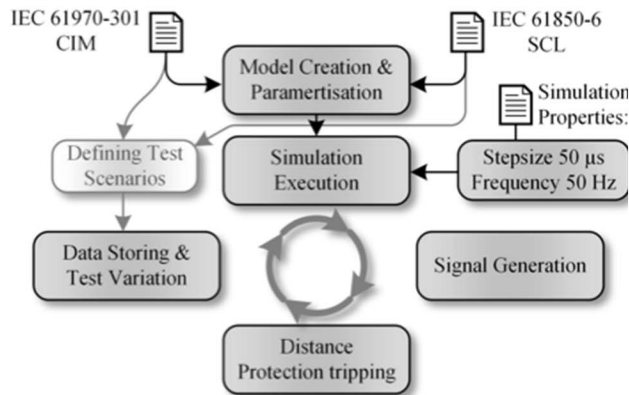 IEC 61970-301
CIM
IEC 61850-6
SCL
Model Creation &
Paramertisation
Simulation
Properties:
Defining Test
Scenarios
Simulation
Execution
Stepsize 50 µs
Frequency 50 Hz
Data Storing &
Test Variation
Signal Generation
Distance
Protection tripping